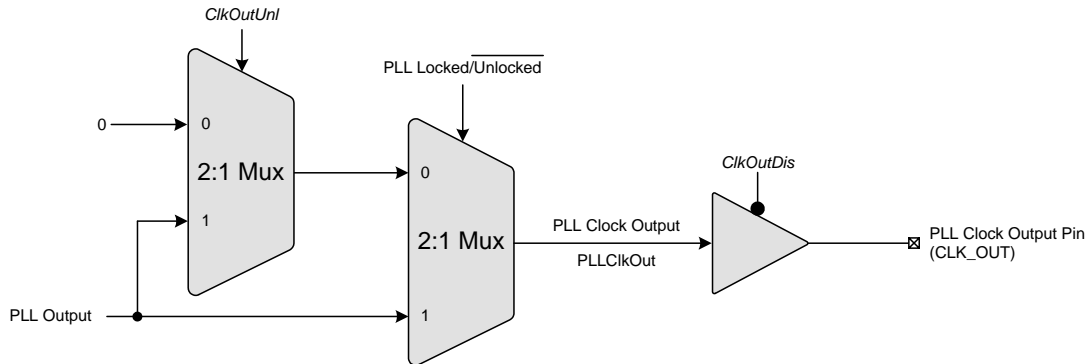 ClkOutUnl
PLL Locked/Unlocked
0
0
2:1 Mux
1
ClkOutDis
0
2:1 Mux
1
PLL Clock Output
PLLClkOut
PLL Clock Output Pin
(CLK_OUT)
PLL Output